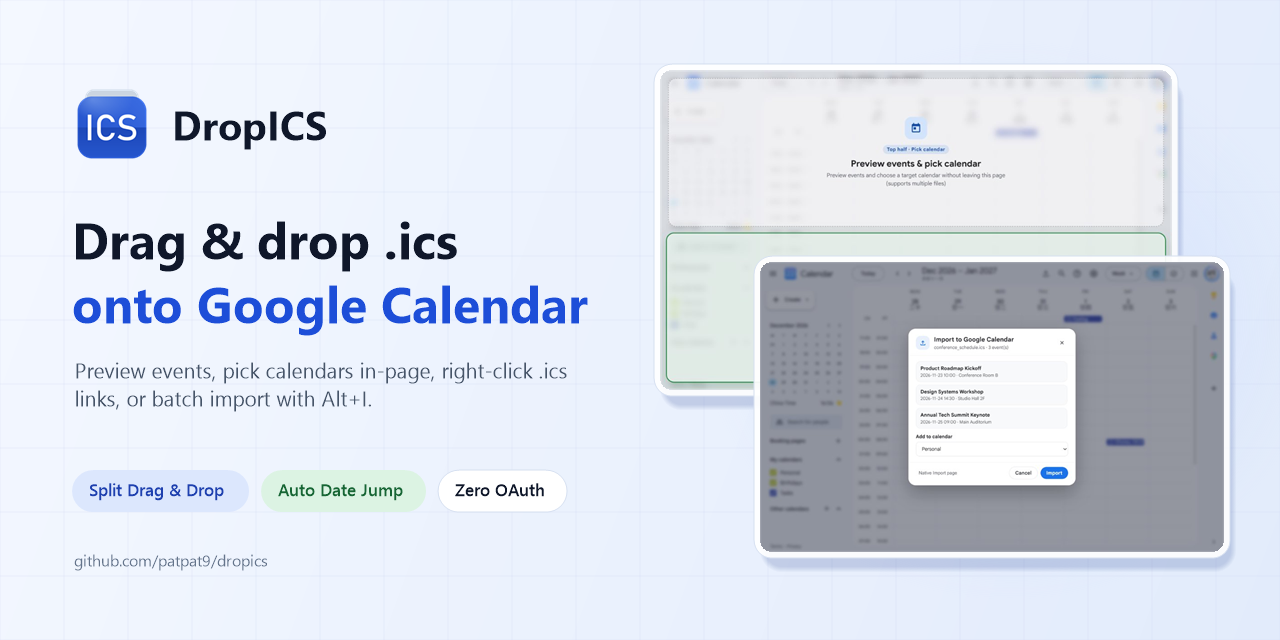 ICS
DropICS
Drag & drop .ics
onto Google Calendar
Preview events, pick calendars in-page, right-click .ics
links, or batch import with Alt+I.
Split Drag & Drop
Auto Date Jump
Zero OAuth
github.com/patpat9/dropics
Top half · Pick calendar
Preview events & pick calendar
Preview events and choose a target calendar without leaving this page
(supports multiple files)
Calendar
Today
Dec 2026 – Jan 2027
Import to Google Calendar
conference_schedule.ics · 3 event(s)
Product Roadmap Kickoff
2026-11-23 10:00 · Conference Room B
Design Systems Workshop
2026-11-24 14:30 · Studio Hall 2F
Annual Tech Summit Keynote
2026-11-26 09:00 · Main Auditorium
Add to calendar
Personal
Native import page
Cancel
Import